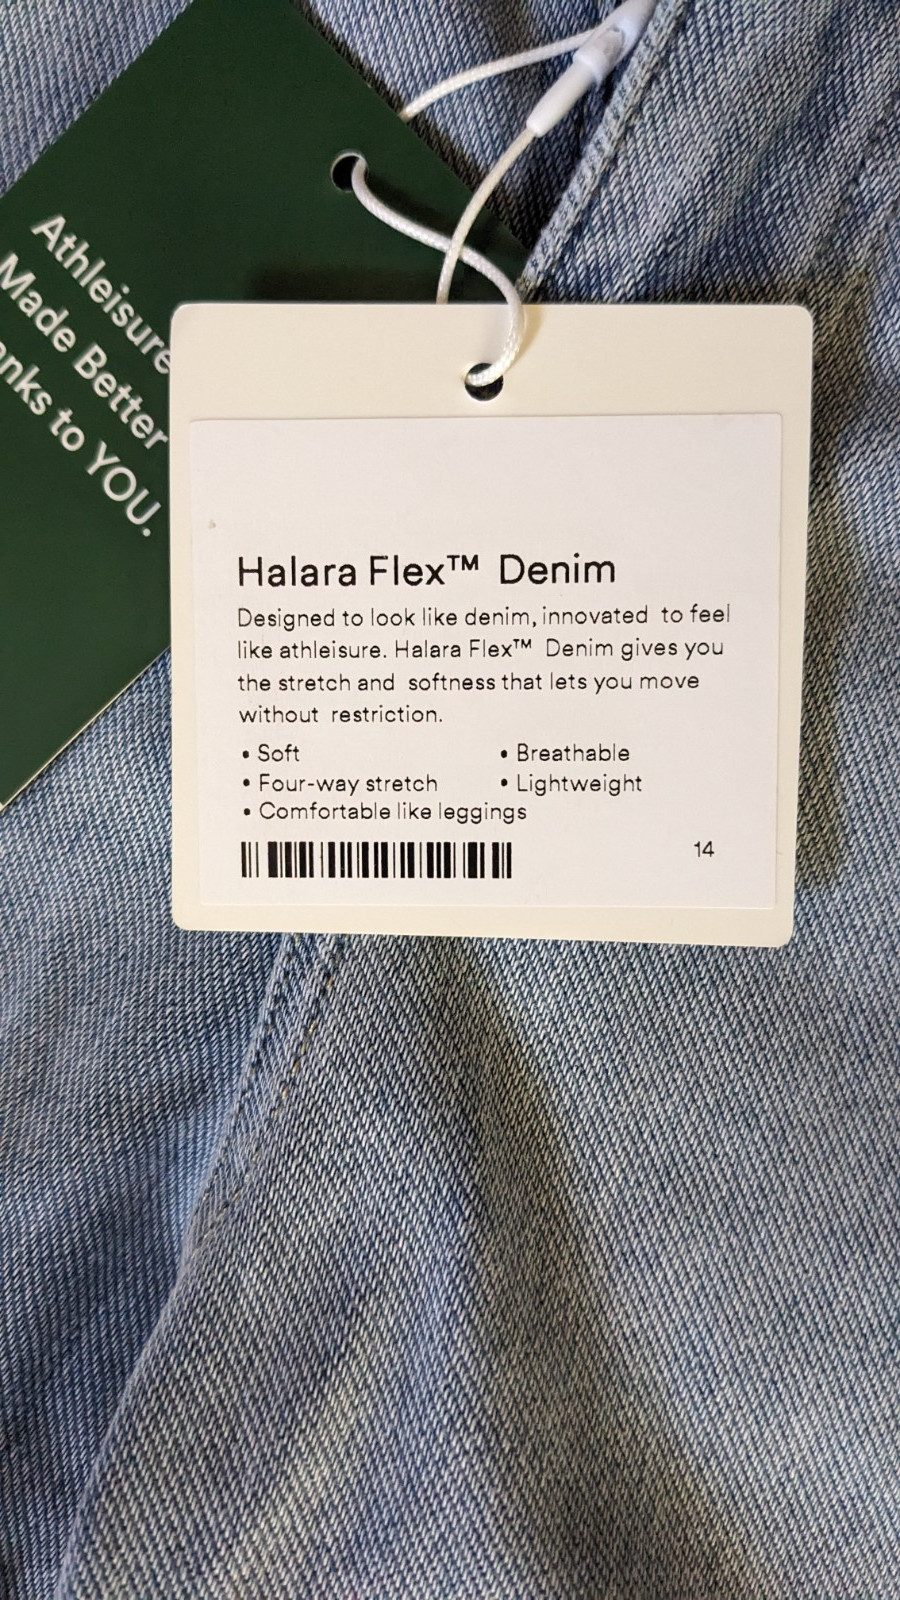 Athleisure
Made Better
to YOU.
Halara Flex™ Denim
Designed to look like denim, innovated to feel
like athleisure. Halara Flex™ Denim gives you
the stretch and softness that lets you move
without restriction.
• Soft • Breathable
• Four-way stretch • Lightweight
• Comfortable like leggings
14